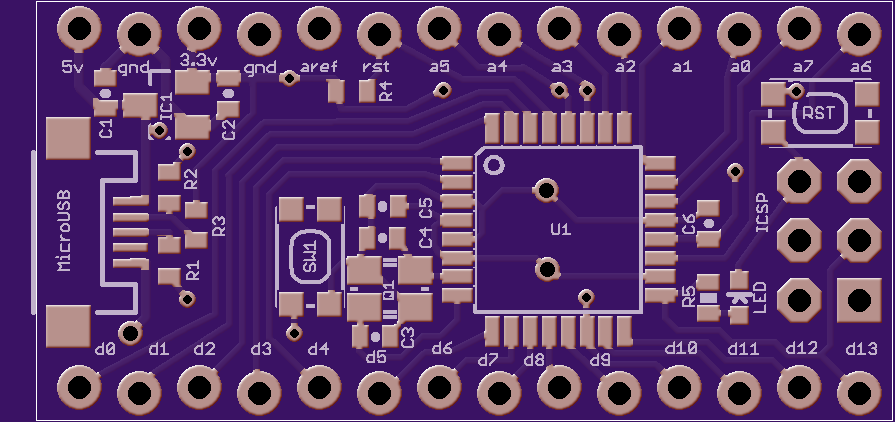 5v gnd 3.3v gnd aref rst a5 a4 a3 a2 a1 a0 a7 a6
C1 IC1 C2 R4 RST
R2 R3 R1 MicroUSB
SW1 C5 C4 Q1 C3
U1
C6 ICSP R5 LED
d0 d1 d2 d3 d4 d5 d6 d7 d8 d9 d10 d11 d12 d13